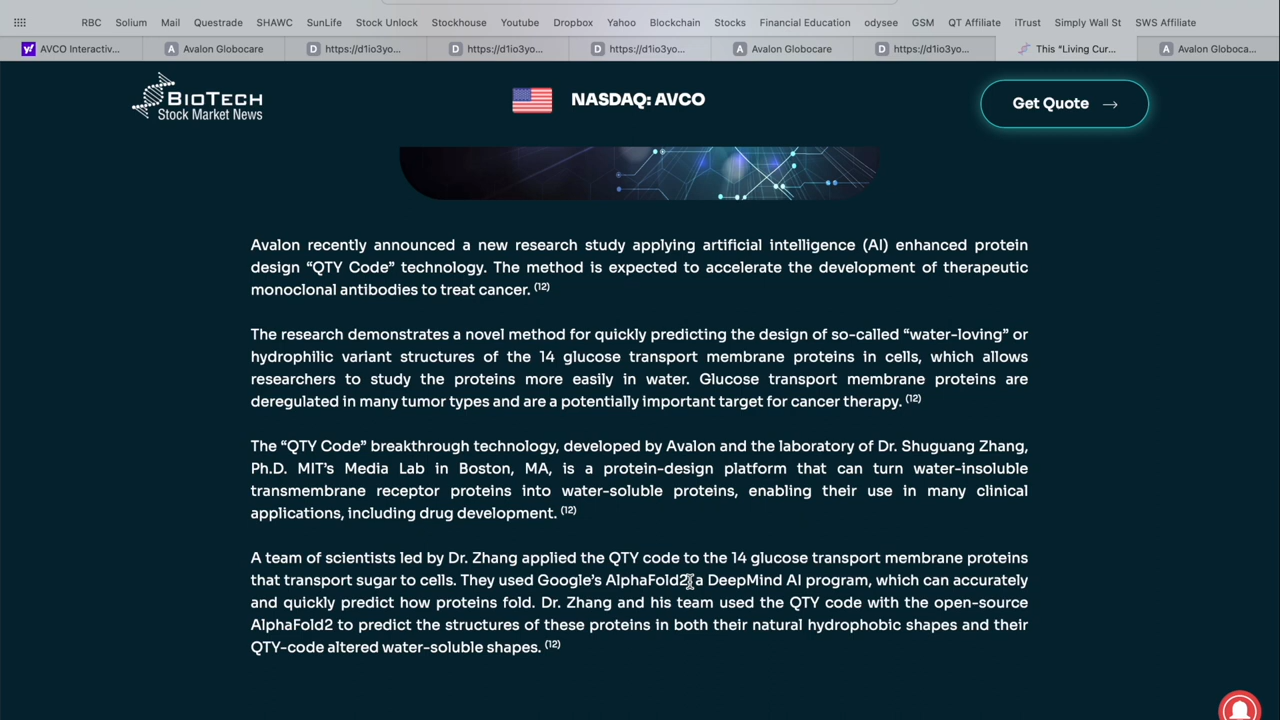 RBC Solium Mail Questrade SHAWC SunLife Stock Unlock Stockhouse Youtube Dropbox Yahoo Blockchain Stocks Financial Education odysee GSM QT Affiliate iTrust Simply Wall St SWS Affiliate
AVCO Interactiv... Avalon Globocare https://d1io3yo... https://d1io3yo... https://d1io3yo... Avalon Globocare https://d1io3yo... This “Living Cur... Avalon Globoca...
BIOTECH
Stock Market News
NASDAQ: AVCO
Get Quote →
Avalon recently announced a new research study applying artificial intelligence (AI) enhanced protein
design “QTY Code” technology. The method is expected to accelerate the development of therapeutic
monoclonal antibodies to treat cancer. (12)
The research demonstrates a novel method for quickly predicting the design of so-called “water-loving” or
hydrophilic variant structures of the 14 glucose transport membrane proteins in cells, which allows
researchers to study the proteins more easily in water. Glucose transport membrane proteins are
deregulated in many tumor types and are a potentially important target for cancer therapy. (12)
The “QTY Code” breakthrough technology, developed by Avalon and the laboratory of Dr. Shuguang Zhang,
Ph.D. MIT’s Media Lab in Boston, MA, is a protein-design platform that can turn water-insoluble
transmembrane receptor proteins into water-soluble proteins, enabling their use in many clinical
applications, including drug development. (12)
A team of scientists led by Dr. Zhang applied the QTY code to the 14 glucose transport membrane proteins
that transport sugar to cells. They used Google’s AlphaFold2, a DeepMind AI program, which can accurately
and quickly predict how proteins fold. Dr. Zhang and his team used the QTY code with the open-source
AlphaFold2 to predict the structures of these proteins in both their natural hydrophobic shapes and their
QTY-code altered water-soluble shapes. (12)